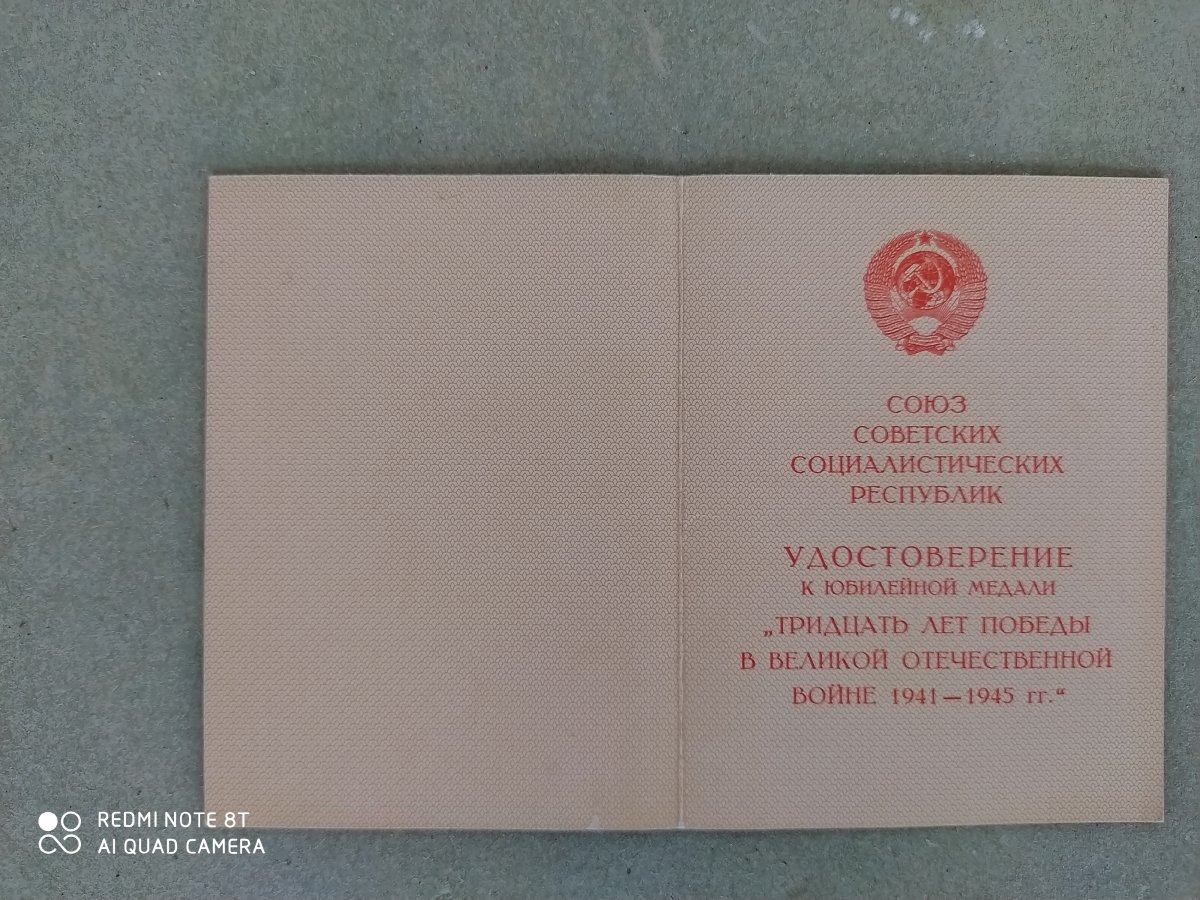 СОЮЗ
СОВЕТСКИХ
СОЦИАЛИСТИЧЕСКИХ
РЕСПУБЛИК
УДОСТОВЕРЕНИЕ
К ЮБИЛЕЙНОЙ МЕДАЛИ
„ТРИДЦАТЬ ЛЕТ ПОБЕДЫ
В ВЕЛИКОЙ ОТЕЧЕСТВЕННОЙ
ВОЙНЕ 1941—1945 гг.“
REDMI NOTE 8T
AI QUAD CAMERA